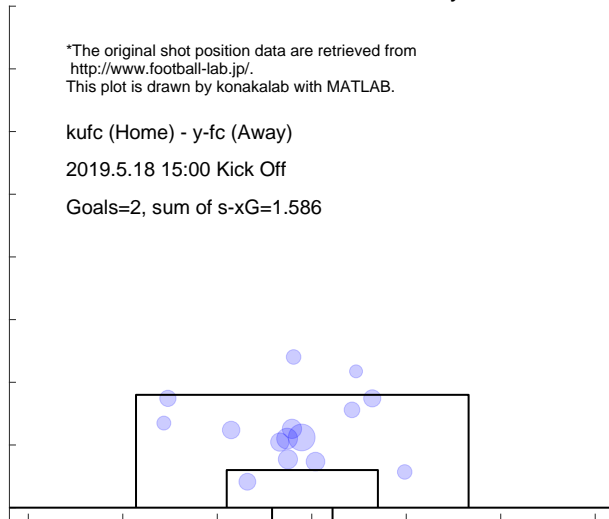 *The original shot position data are retrieved from
http://www.football-lab.jp/.
This plot is drawn by konakalab with MATLAB.
kufc (Home) - y-fc (Away)
2019.5.18 15:00 Kick Off
Goals=2, sum of s-xG=1.586